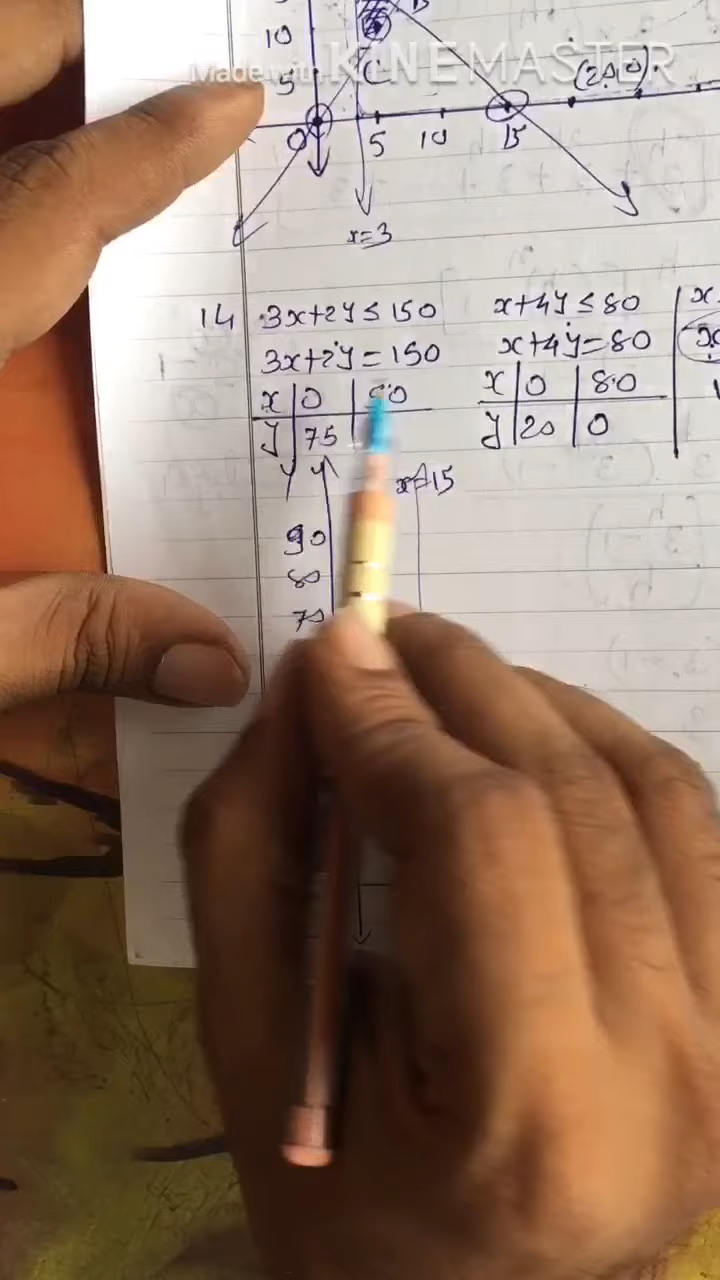 10
5
C
Made with KINEMASTER
(20,0)
0 5 10 15
x=3
14 3x+2y≤150 x+4y≤80
3x+2y=150 x+4y=80
x 0 x 0 80
y 75 y 20 0
y x=15
90
80
70